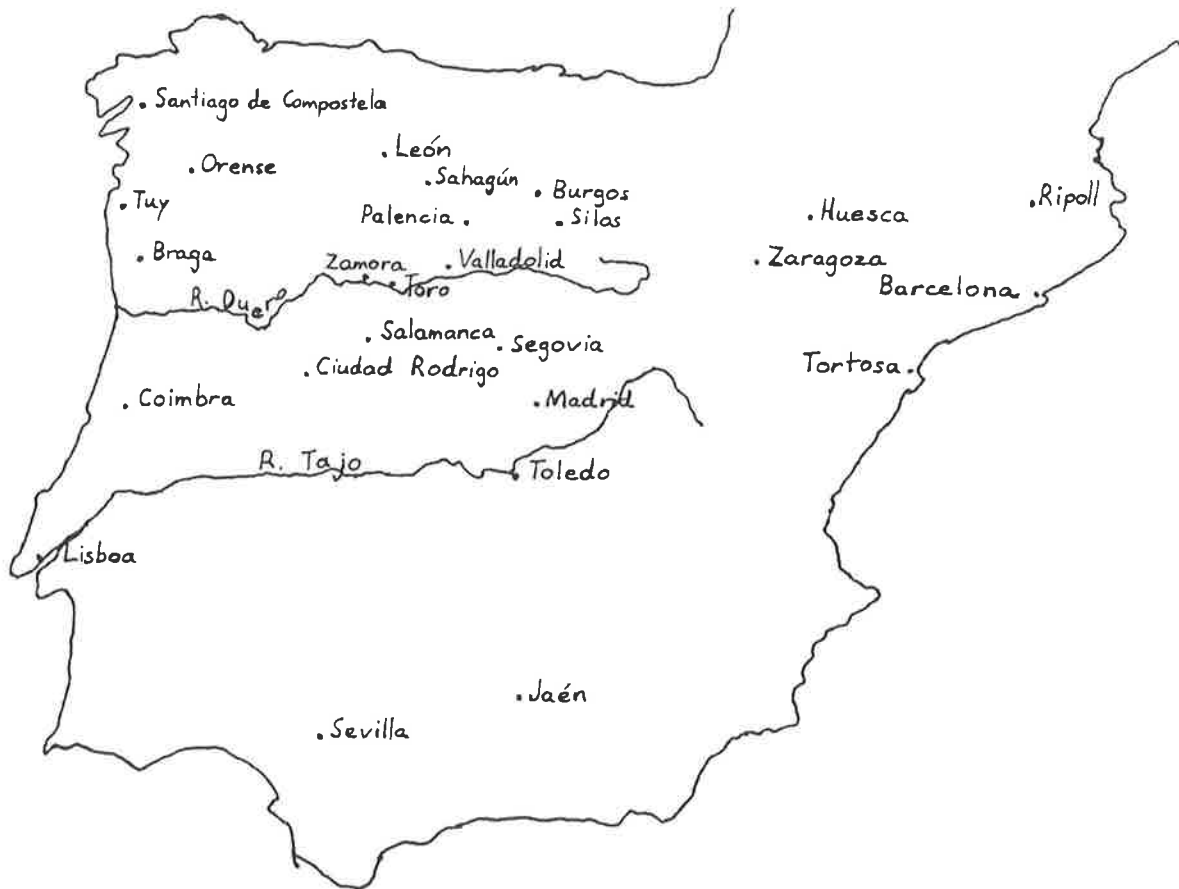 Santiago de Compostela
León
Orense
Sahagún
Burgos
Ripoll
Tuy
Palencia
Silos
Huesca
Braga
Zamora
Valladolid
Zaragoza
R. Duero
Toro
Barcelona
Salamanca
Segovia
Ciudad Rodrigo
Tortosa
Coimbra
Madrid
R. Tajo
Toledo
Lisboa
Jaén
Sevilla